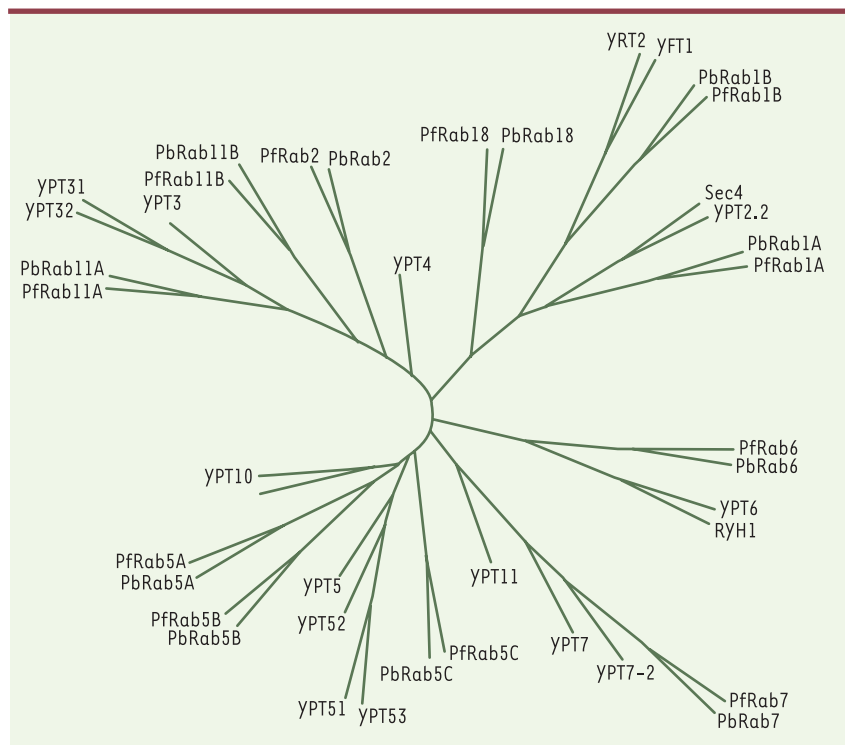 YRT2
YFT1
PbRab1B
PfRab1B
PfRab18
PbRab18
PbRab11B
PfRab2
PbRab2
PfRab11B
YPT31
YPT3
YPT32
Sec4
YPT2.2
PbRab1A
PfRab1A
YPT4
PbRab11A
PfRab11A
PfRab6
PbRab6
YPT10
YPT6
RYH1
PfRab5A
PbRab5A
YPT5
YPT11
PfRab5B
PbRab5B
YPT52
YPT7
PfRab5C
PbRab5C
YPT7-2
PfRab7
PbRab7
YPT51
YPT53